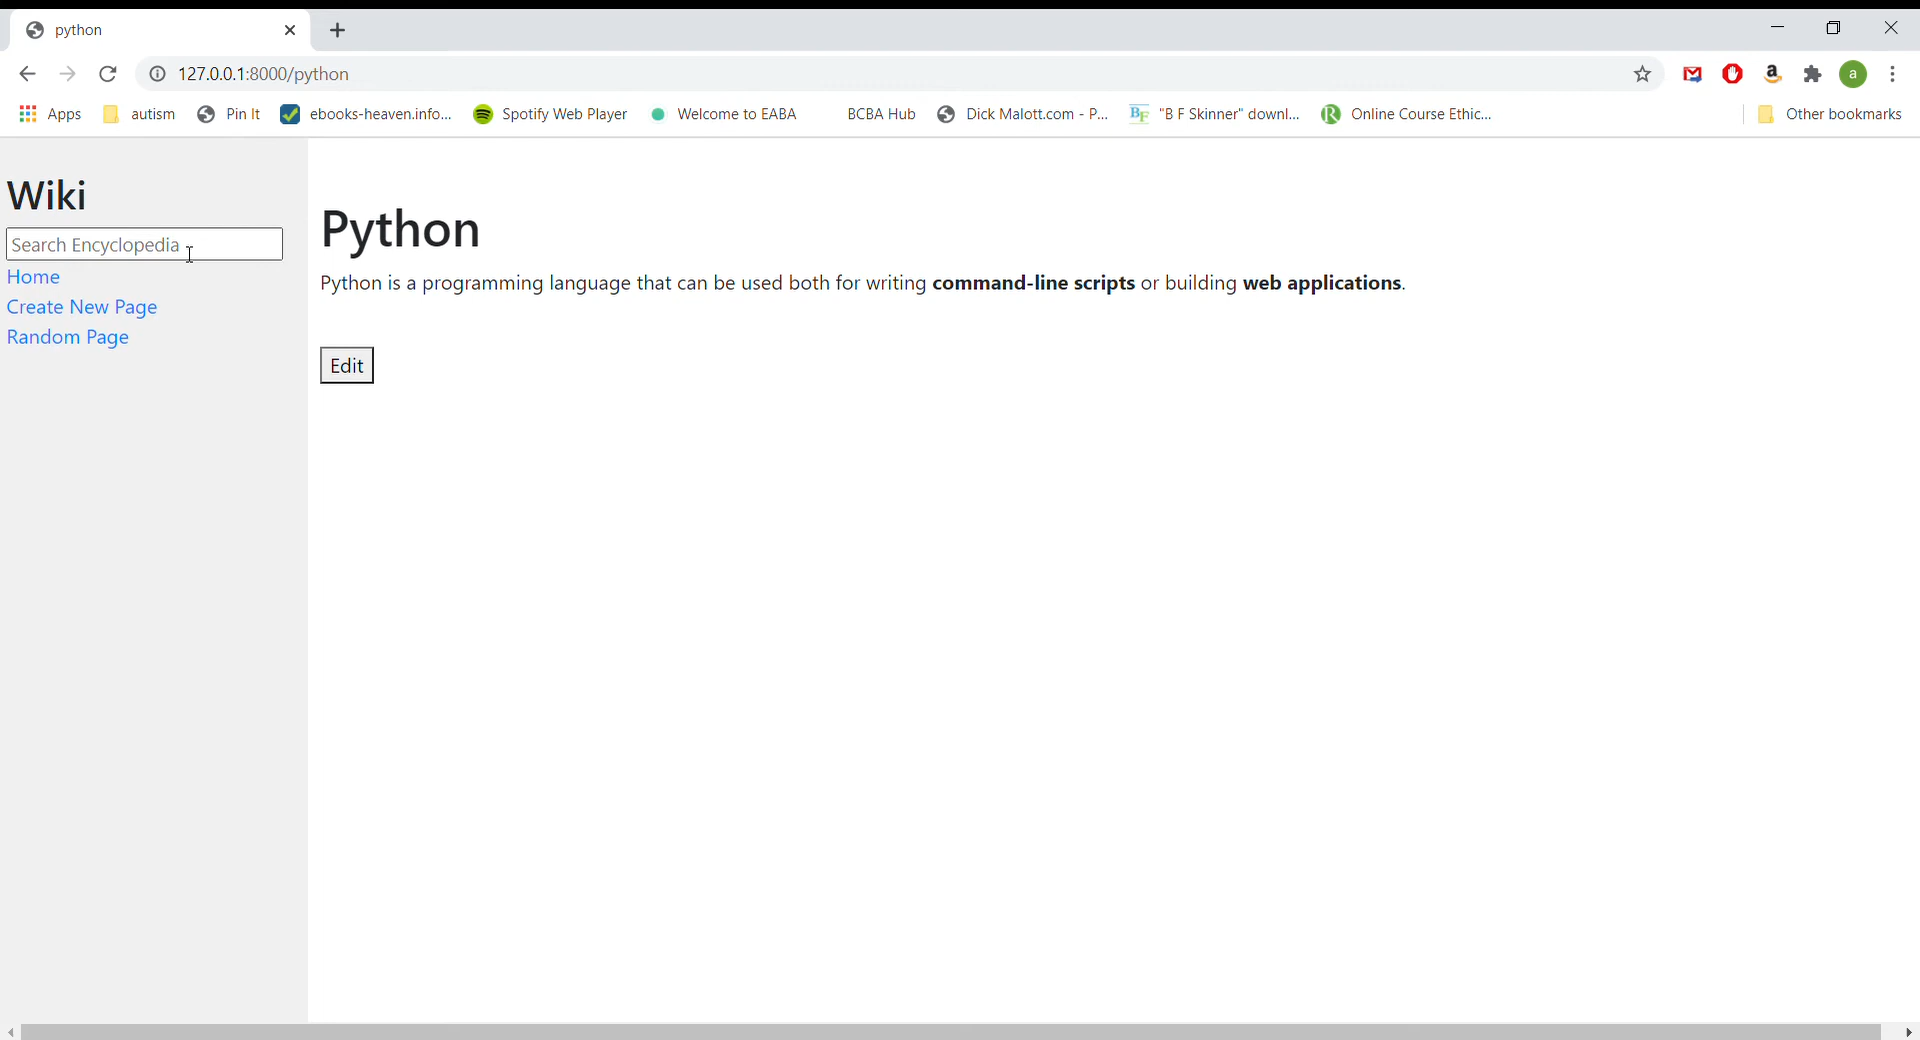 python
127.0.0.1:8000/python
a
a
Apps autism Pin It ebooks-heaven.info... Spotify Web Player Welcome to EABA BCBA Hub Dick Malott.com - P... BF "B F Skinner" downl... R Online Course Ethic... Other bookmarks
Wiki
Search Encyclopedia
Home
Create New Page
Random Page
Python
Python is a programming language that can be used both for writing command-line scripts or building web applications.
Edit